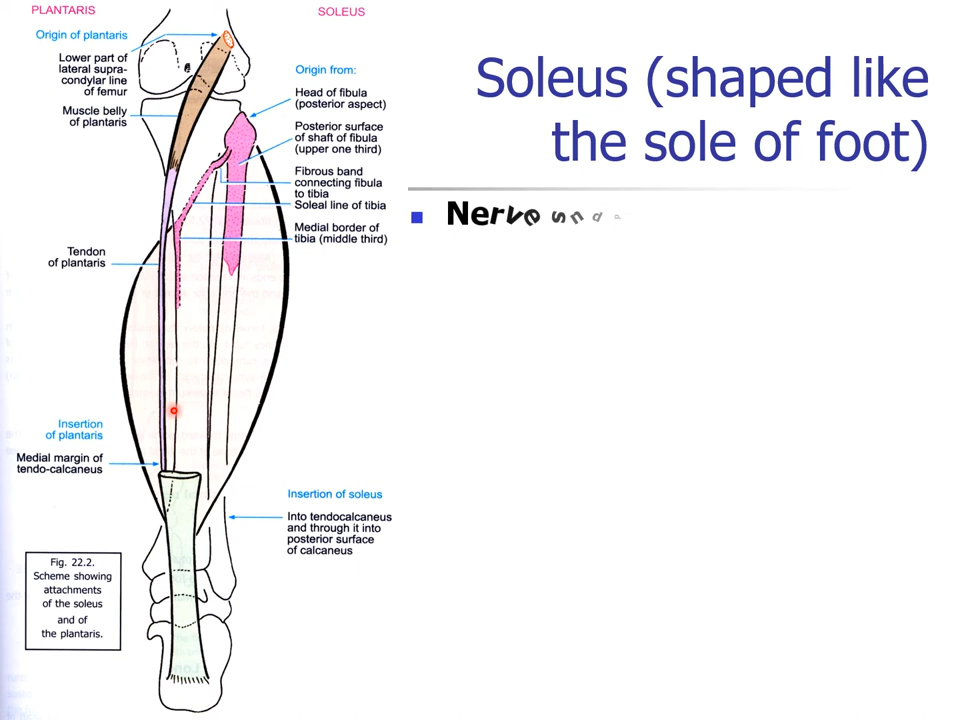 PLANTARIS
SOLEUS
Origin of plantaris
Lower part of
lateral supra-
condylar line
of femur
Muscle belly
of plantaris
Tendon
of plantaris
Insertion
of plantaris
Medial margin of
tendo-calcaneus
Origin from:
Head of fibula
(posterior aspect)
Posterior surface
of shaft of fibula
(upper one third)
Fibrous band
connecting fibula
to tibia
Soleal line of tibia
Medial border of
tibia (middle third)
Insertion of soleus
Into tendocalcaneus
and through it into
posterior surface
of calcaneus
Fig. 22.2.
Scheme showing
attachments
of the soleus
and of
the plantaris.
Soleus (shaped like
the sole of foot)
Nerve